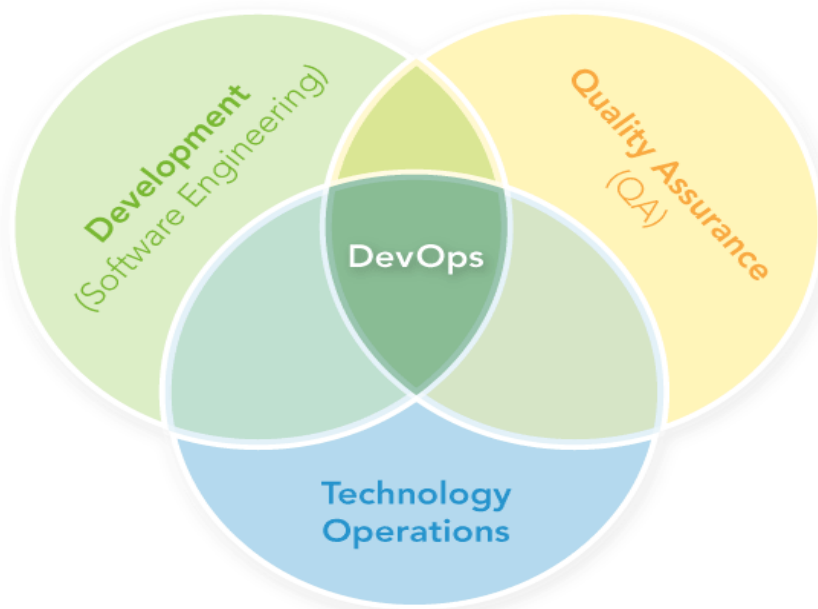 Development
(Software Engineering)
Quality Assurance
(QA)
DevOps
Technology
Operations